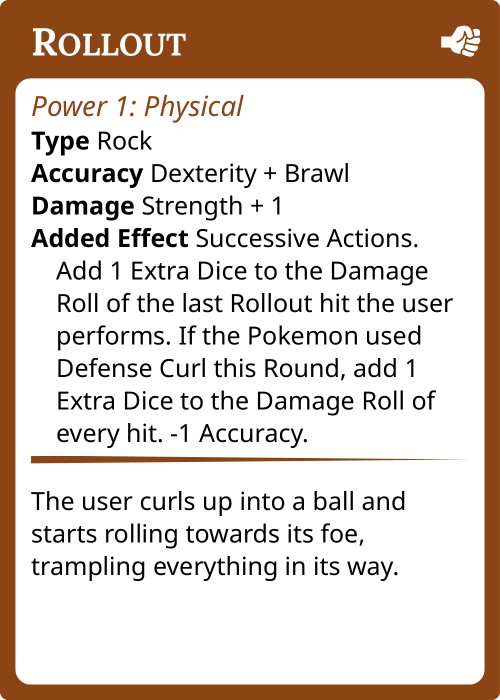 ROLLOUT
Power 1: Physical
Type Rock
Accuracy Dexterity + Brawl
Damage Strength + 1
Added Effect Successive Actions.
Add 1 Extra Dice to the Damage
Roll of the last Rollout hit the user
performs. If the Pokemon used
Defense Curl this Round, add 1
Extra Dice to the Damage Roll of
every hit. -1 Accuracy.
The user curls up into a ball and
starts rolling towards its foe,
trampling everything in its way.